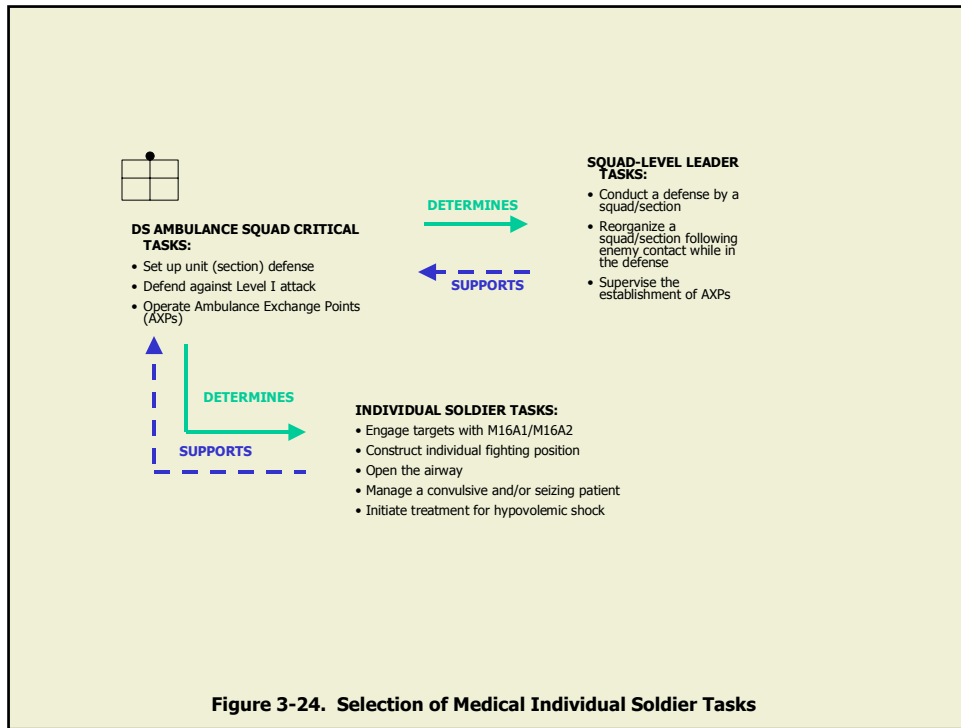 DS AMBULANCE SQUAD CRITICAL
TASKS:
• Set up unit (section) defense
• Defend against Level I attack
• Operate Ambulance Exchange Points
(AXPs)
DETERMINES
SUPPORTS
SQUAD-LEVEL LEADER
TASKS:
• Conduct a defense by a
squad/section
• Reorganize a
squad/section following
enemy contact while in
the defense
• Supervise the
establishment of AXPs
DETERMINES
SUPPORTS
INDIVIDUAL SOLDIER TASKS:
• Engage targets with M16A1/M16A2
• Construct individual fighting position
• Open the airway
• Manage a convulsive and/or seizing patient
• Initiate treatment for hypovolemic shock
Figure 3-24. Selection of Medical Individual Soldier Tasks